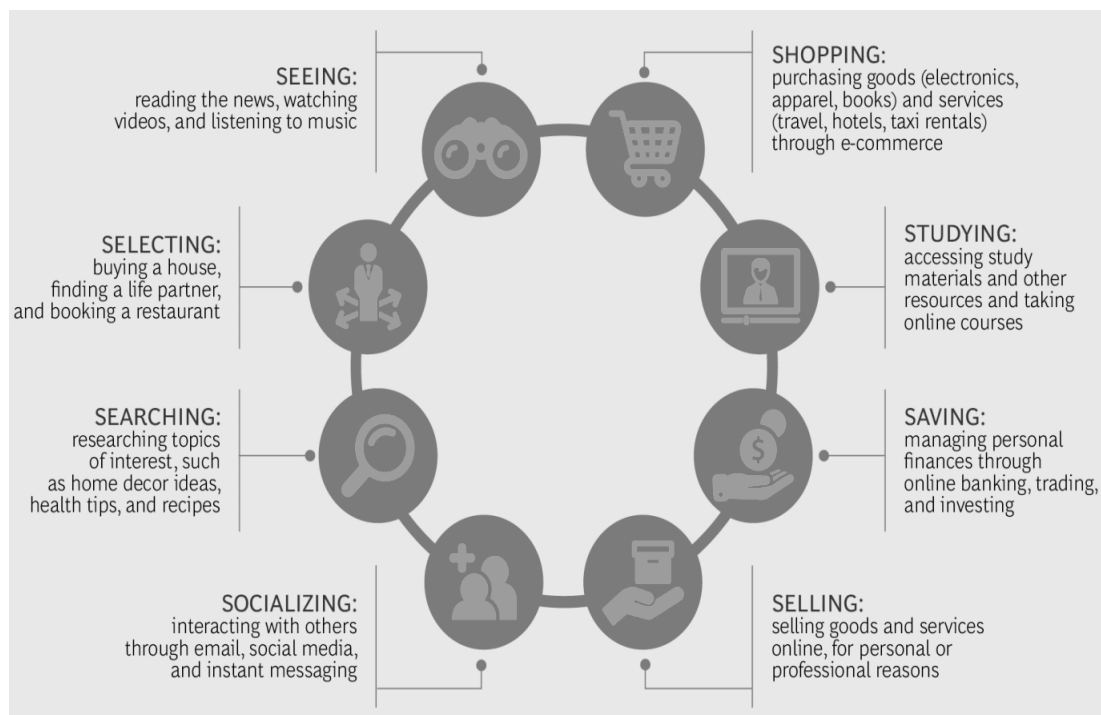 SEEING:
reading the news, watching
videos, and listening to music
SHOPPING:
purchasing goods (electronics,
apparel, books) and services
(travel, hotels, taxi rentals)
through e-commerce
SELECTING:
buying a house,
finding a life partner,
and booking a restaurant
STUDYING:
accessing study
materials and other
resources and taking
online courses
SEARCHING:
researching topics
of interest, such
as home decor ideas,
health tips, and recipes
SAVING:
managing personal
finances through
online banking, trading,
and investing
$
SOCIALIZING:
interacting with others
through email, social media,
and instant messaging
SELLING:
selling goods and services
online, for personal or
professional reasons